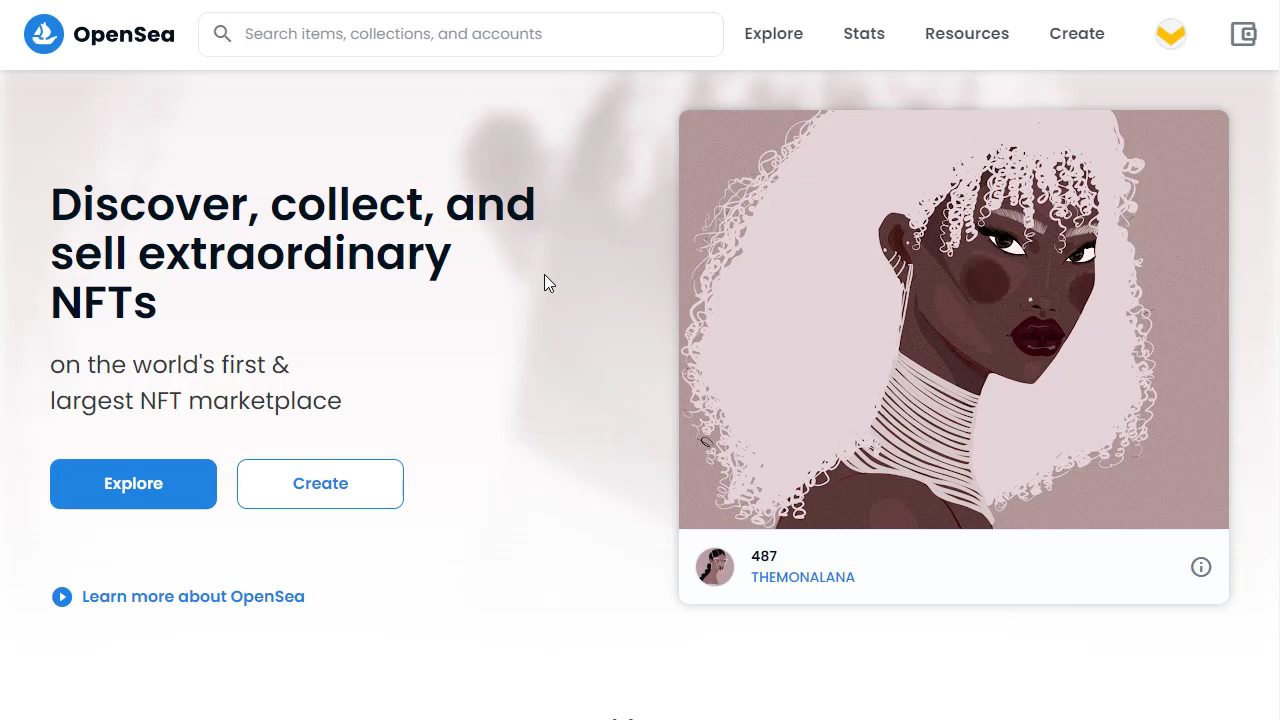 OpenSea
Search items, collections, and accounts
Explore
Stats
Resources
Create
Discover, collect, and
sell extraordinary
NFTs
on the world's first &
largest NFT marketplace
Explore
Create
Learn more about OpenSea
487
THEMONALANA